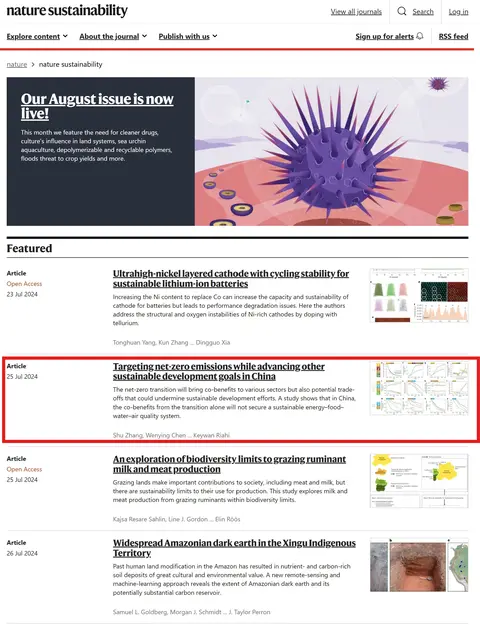 nature sustainability
View all journals
Search
Log in
Explore content
About the journal
Publish with us
Sign up for alerts
RSS feed
nature > nature sustainability
Our August issue is now
live!
This month we feature the need for cleaner drugs,
culture's influence in land systems, sea urchin
aquaculture, depolymerizable and recyclable polymers,
floods threat to crop yields and more.
Featured
Article
Open Access
23 Jul 2024
Ultrahigh-nickel layered cathode with cycling stability for
sustainable lithium-ion batteries
Increasing the Ni content to replace Co can increase the capacity and sustainability of
cathode for batteries but leads to performance degradation issues. Here the authors
address the structural and oxygen instabilities of Ni-rich cathodes by doping with
tellurium.
Tonghuan Yang, Kun Zhang ... Dingguo Xia
Article
25 Jul 2024
Targeting net-zero emissions while advancing other
sustainable development goals in China
The net-zero transition will bring co-benefits to various sectors but also potential trade-
offs that could undermine sustainable development efforts. A study shows that in China,
the co-benefits from the transition alone will not secure a sustainable energy–food–
water–air quality system.
Shu Zhang, Wenying Chen ... Keywan Riahi
Article
Open Access
25 Jul 2024
An exploration of biodiversity limits to grazing ruminant
milk and meat production
Grazing lands make important contributions to society, including meat and milk, but
there are sustainability limits to their use for production. This study explores milk and
meat production from grazing ruminants within biodiversity limits.
Kajsa Resare Sahlin, Line J. Gordon ... Elin Röös
Article
26 Jul 2024
Widespread Amazonian dark earth in the Xingu Indigenous
Territory
Past human land modification in the Amazon has resulted in nutrient- and carbon-rich
soil deposits of great cultural and environmental value. A new remote-sensing and
machine-learning approach reveals the extent of Amazonian dark earth and its
potentially substantial carbon reservoir.
Samuel L. Goldberg, Morgan J. Schmidt ... J. Taylor Perron